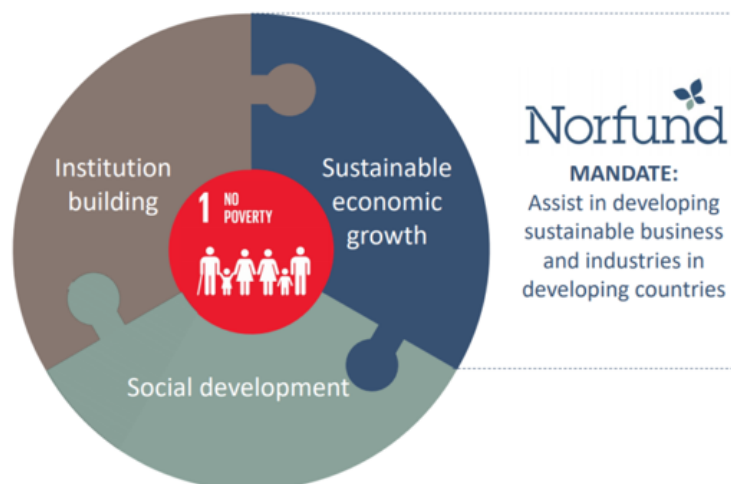 Institution
building
Sustainable
economic
growth
1 NO
POVERTY
Social development
Norfund
MANDATE:
Assist in developing
sustainable business
and industries in
developing countries